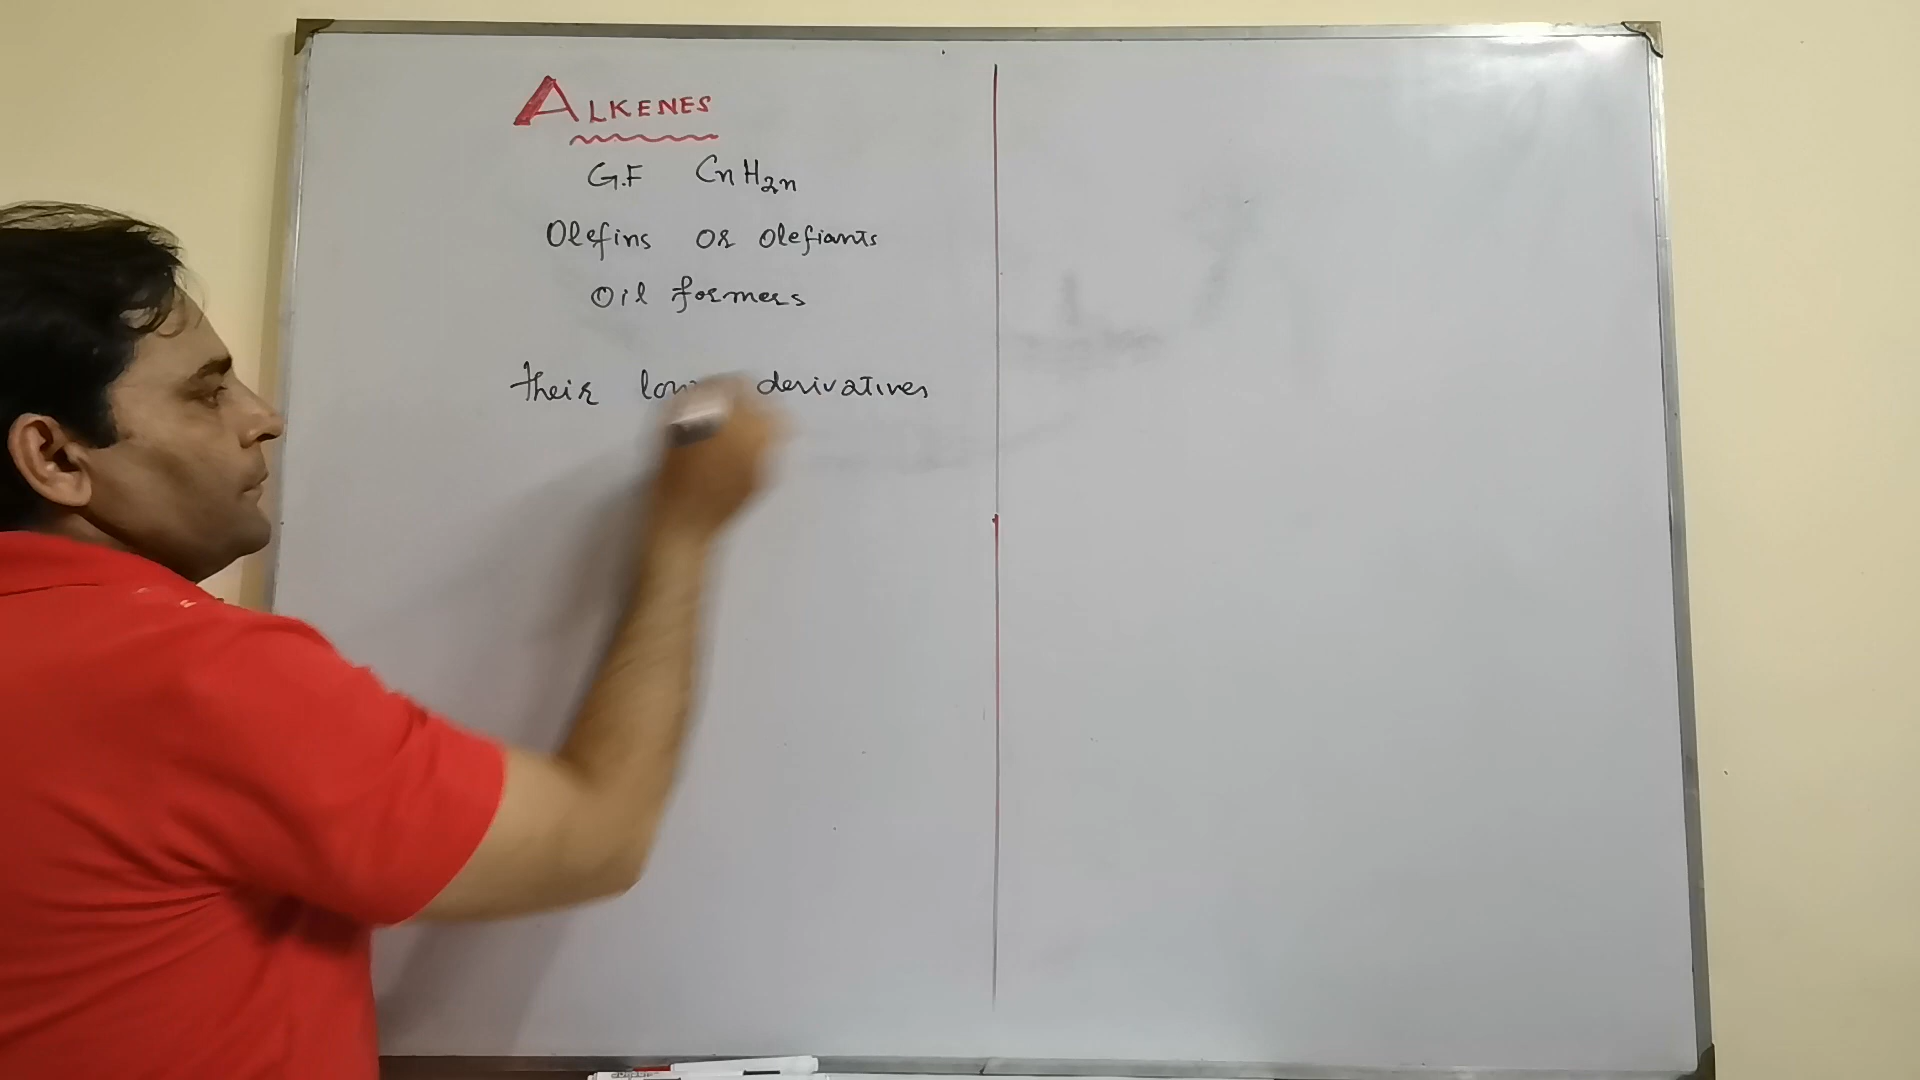 ALKENES
G.F CnH2n
Olefins or olefiants
Oil formers
their derivatives